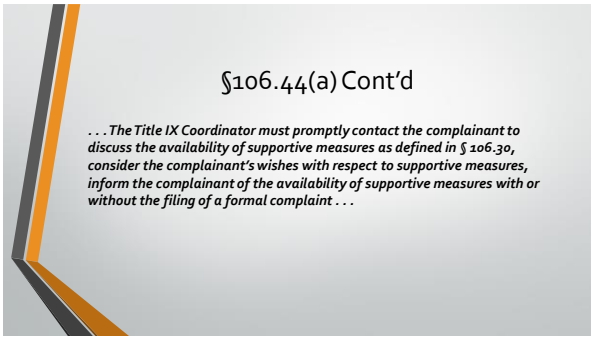 §106.44(a) Cont’d
. . . The Title IX Coordinator must promptly contact the complainant to
discuss the availability of supportive measures as defined in § 106.30,
consider the complainant’s wishes with respect to supportive measures,
inform the complainant of the availability of supportive measures with or
without the filing of a formal complaint . . .